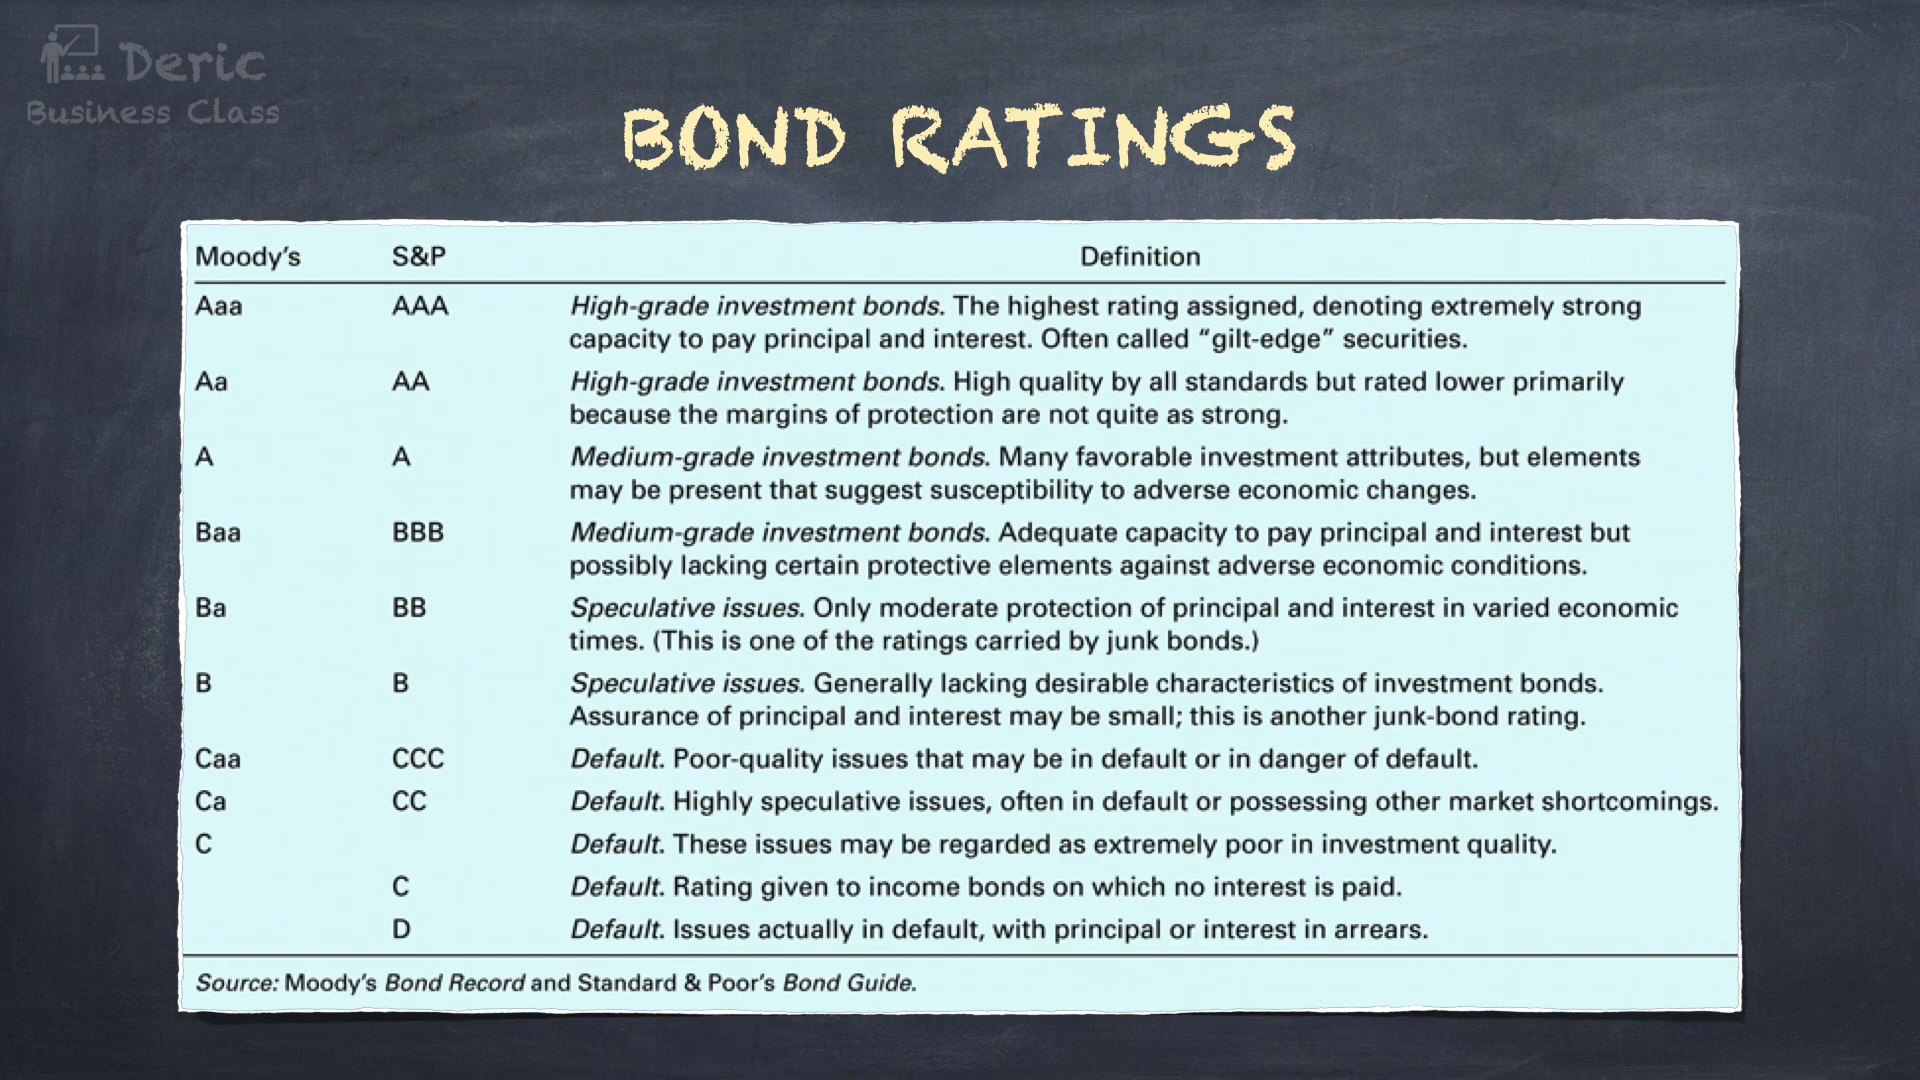 Deric
Business Class
BOND RATINGS
Moody's S&P Definition
Aaa AAA High-grade investment bonds. The highest rating assigned, denoting extremely strong
capacity to pay principal and interest. Often called “gilt-edge” securities.
Aa AA High-grade investment bonds. High quality by all standards but rated lower primarily
because the margins of protection are not quite as strong.
A A Medium-grade investment bonds. Many favorable investment attributes, but elements
may be present that suggest susceptibility to adverse economic changes.
Baa BBB Medium-grade investment bonds. Adequate capacity to pay principal and interest but
possibly lacking certain protective elements against adverse economic conditions.
Ba BB Speculative issues. Only moderate protection of principal and interest in varied economic
times. (This is one of the ratings carried by junk bonds.)
B B Speculative issues. Generally lacking desirable characteristics of investment bonds.
Assurance of principal and interest may be small; this is another junk-bond rating.
Caa CCC Default. Poor-quality issues that may be in default or in danger of default.
Ca CC Default. Highly speculative issues, often in default or possessing other market shortcomings.
C Default. These issues may be regarded as extremely poor in investment quality.
C Default. Rating given to income bonds on which no interest is paid.
D Default. Issues actually in default, with principal or interest in arrears.
Source: Moody's Bond Record and Standard & Poor's Bond Guide.